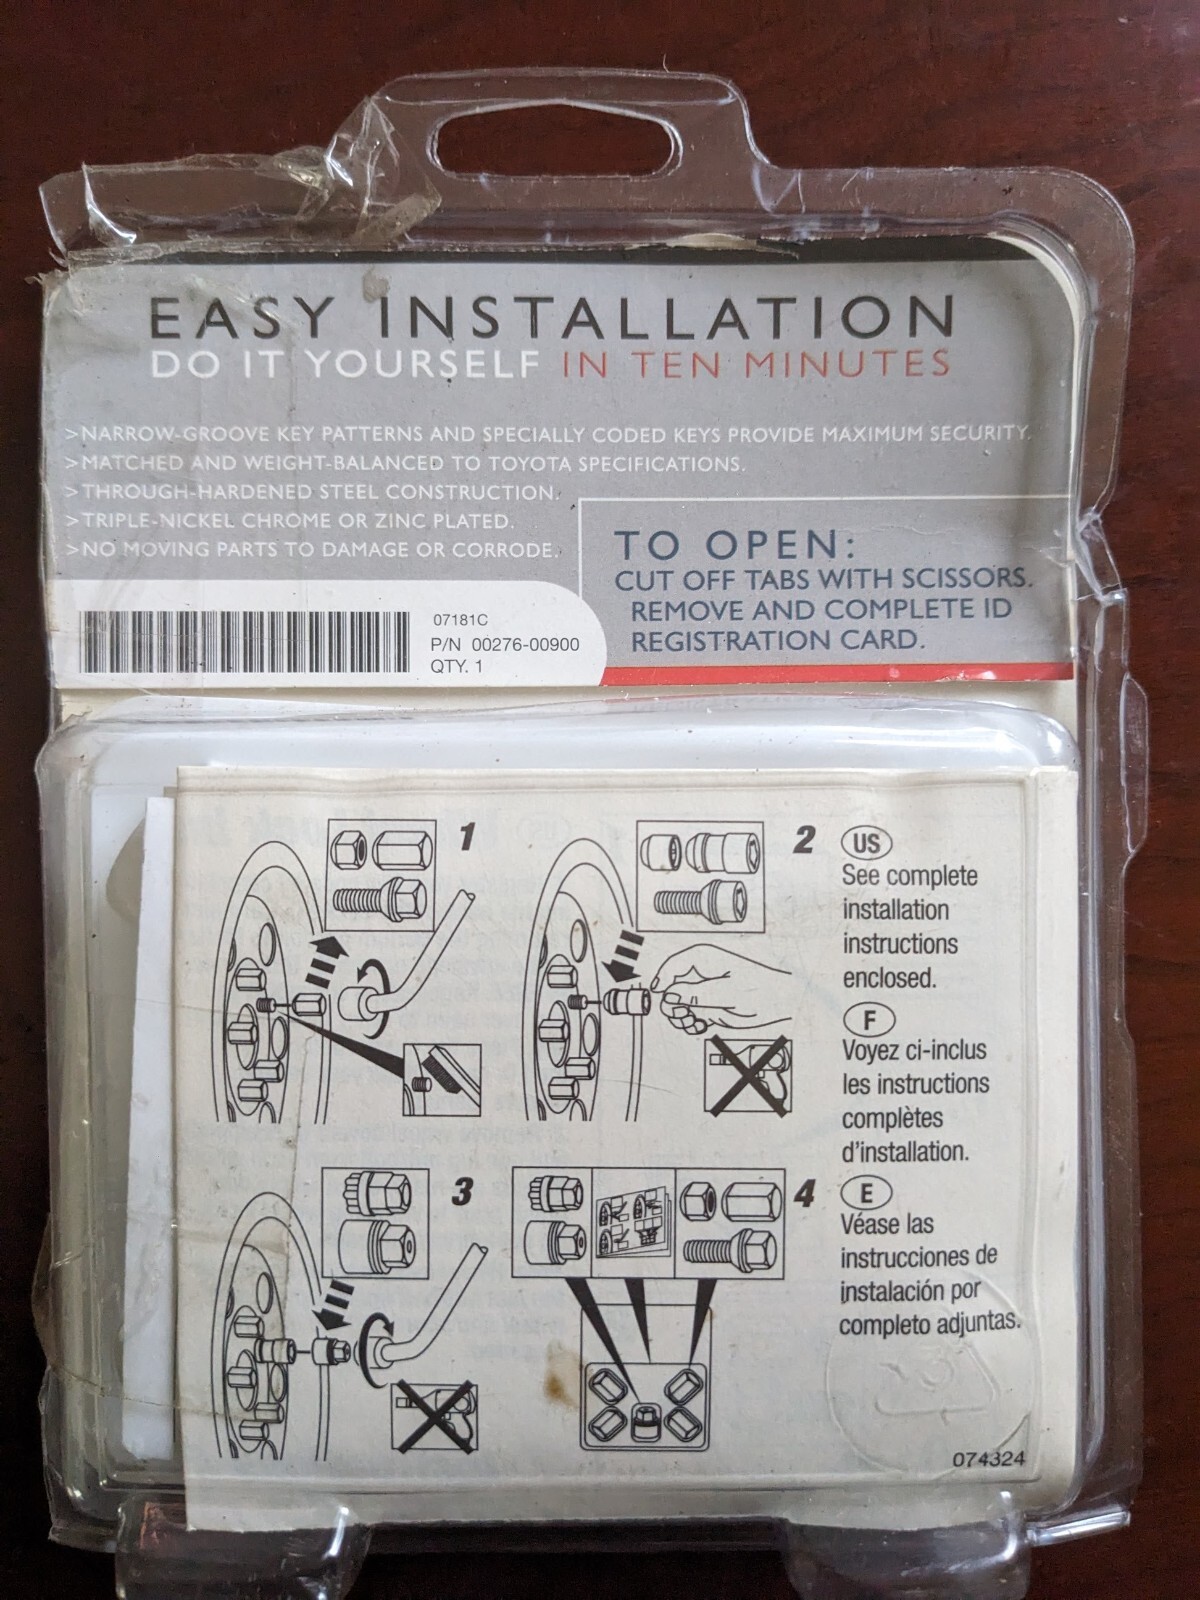 EASY INSTALLATION
DO IT YOURSELF IN TEN MINUTES
>NARROW-GROOVE KEY PATTERNS AND SPECIALLY CODED KEYS PROVIDE MAXIMUM SECURITY.
>MATCHED AND WEIGHT-BALANCED TO TOYOTA SPECIFICATIONS.
>THROUGH-HARDENED STEEL CONSTRUCTION.
>TRIPLE-NICKEL CHROME OR ZINC PLATED.
>NO MOVING PARTS TO DAMAGE OR CORRODE.
TO OPEN:
CUT OFF TABS WITH SCISSORS.
REMOVE AND COMPLETE ID
REGISTRATION CARD.
07181C
P/N 00276-00900
QTY. 1
1
2
3
4
US
See complete
installation
instructions
enclosed.
F
Voyez ci-inclus
les instructions
complètes
d'installation.
E
Véase las
instrucciones de
instalación por
completo adjuntas.
074324